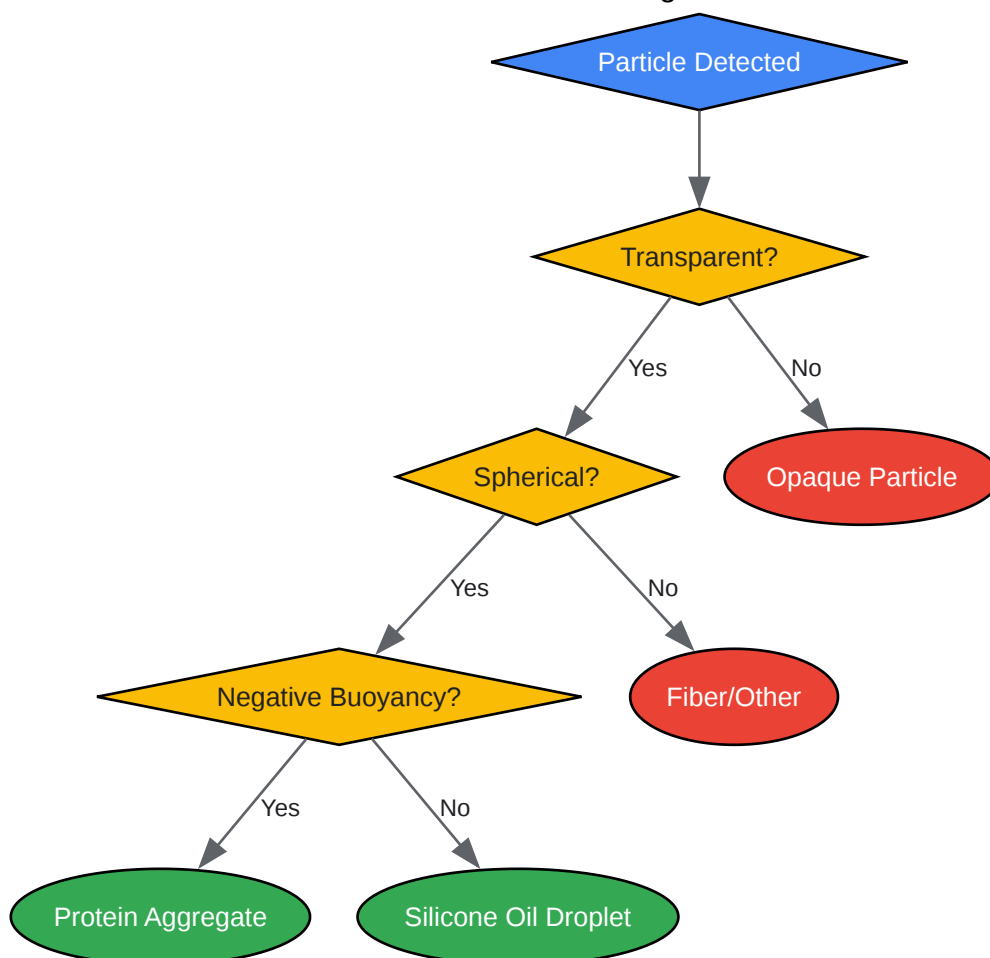 Particle Detected
Transparent?
Yes
No
Spherical?
Opaque Particle
Yes
No
Negative Buoyancy?
Fiber/Other
Yes
No
Protein Aggregate
Silicone Oil Droplet